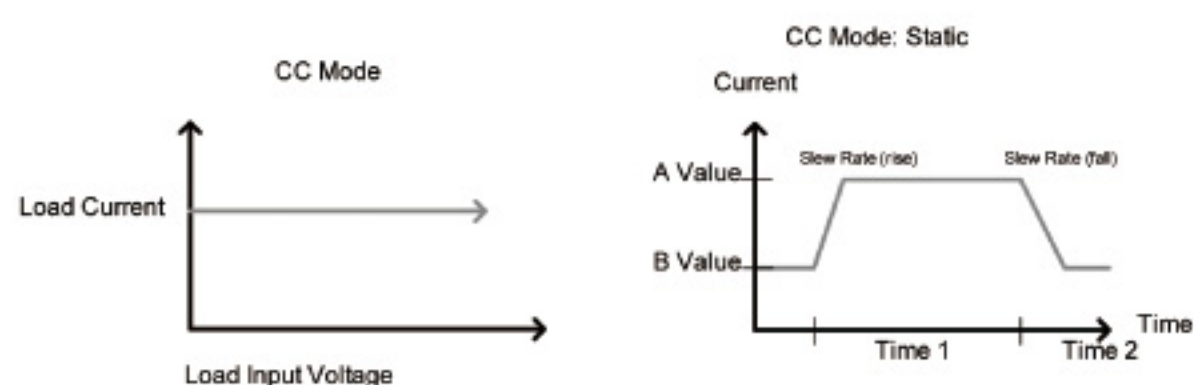 CC Mode
Load Current
Load Input Voltage
CC Mode: Static
Current
Slew Rate (rise)
Slew Rate (fall)
A Value
B Value
Time
Time 1
Time 2